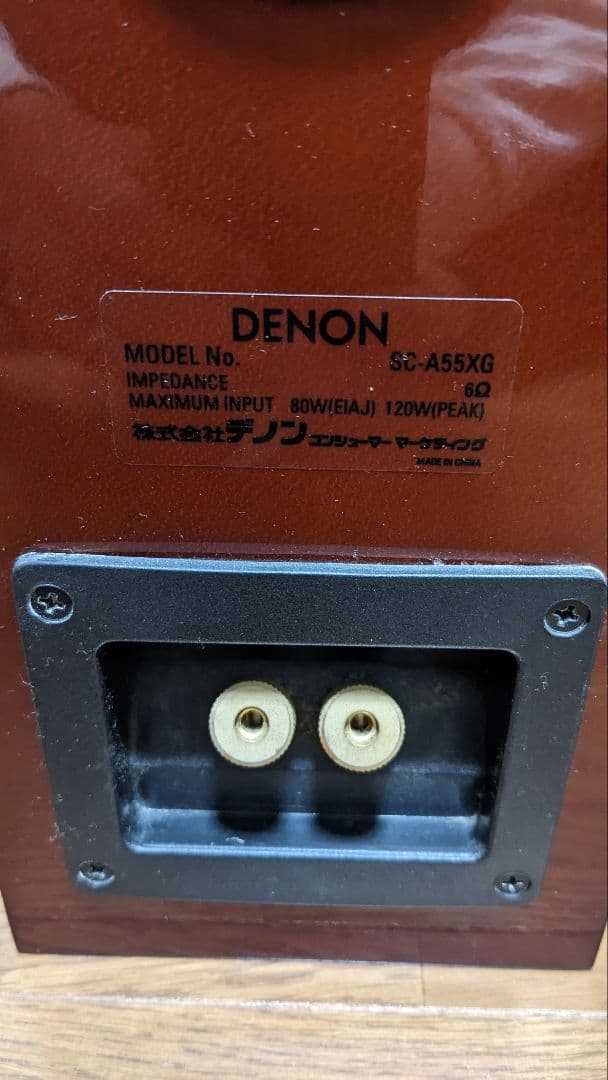 DENON
MODEL No. SC-A55XG
IMPEDANCE 6Ω
MAXIMUM INPUT 80W(EIAJ) 120W(PEAK)
株式会社デノン コンシューマー マーケティング
MADE IN CHINA